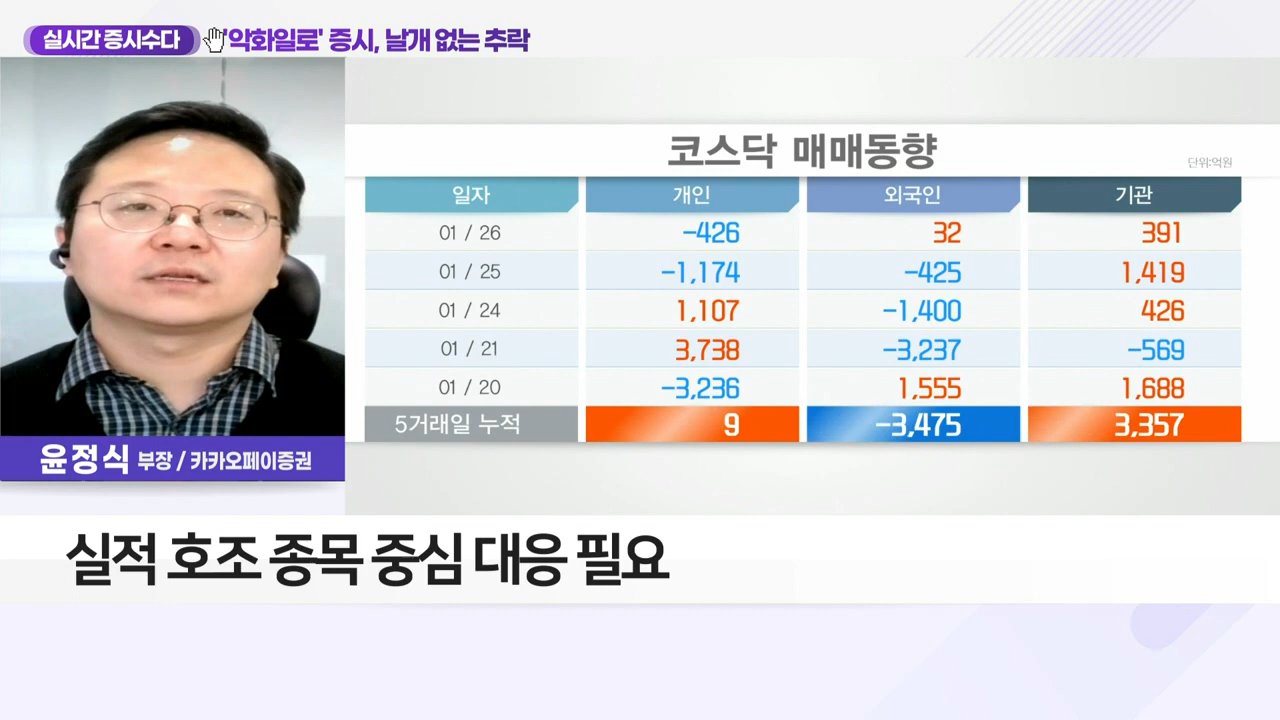 실시간 증시수다 '악화일로' 증시, 날개 없는 추락
코스닥 매매동향
단위:억원
일자 개인 외국인 기관
01 / 26 -426 32 391
01 / 25 -1,174 -425 1,419
01 / 24 1,107 -1,400 426
01 / 21 3,738 -3,237 -569
01 / 20 -3,236 1,555 1,688
5거래일 누적 9 -3,475 3,357
윤정식 부장 / 카카오페이증권
실적 호조 종목 중심 대응 필요